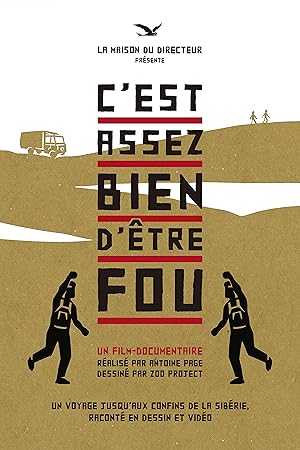 LA MAISON DU DIRECTEUR
PRÉSENTE
C'EST
ASSEZ
BIEN
D'ÊTRE
FOU
UN FILM-DOCUMENTAIRE
RÉALISÉ PAR ANTOINE PAGE
DESSINÉ PAR ZOO PROJECT
UN VOYAGE JUSQU'AUX CONFINS DE LA SIBÉRIE,
RACONTÉ EN DESSIN ET VIDÉO